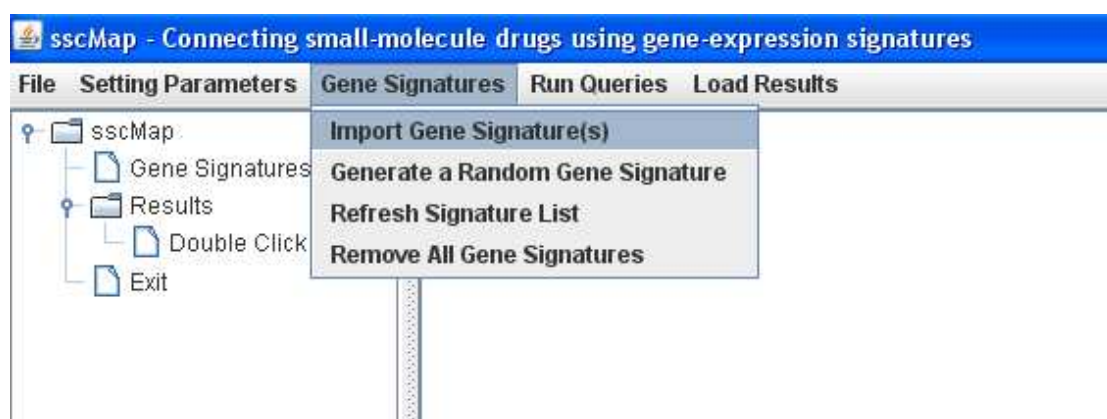 sscMap - Connecting small-molecule drugs using gene-expression signatures
File Setting Parameters Gene Signatures Run Queries Load Results
sscMap
Gene Signatures
Results
Double Click
Exit
Import Gene Signature(s)
Generate a Random Gene Signature
Refresh Signature List
Remove All Gene Signatures